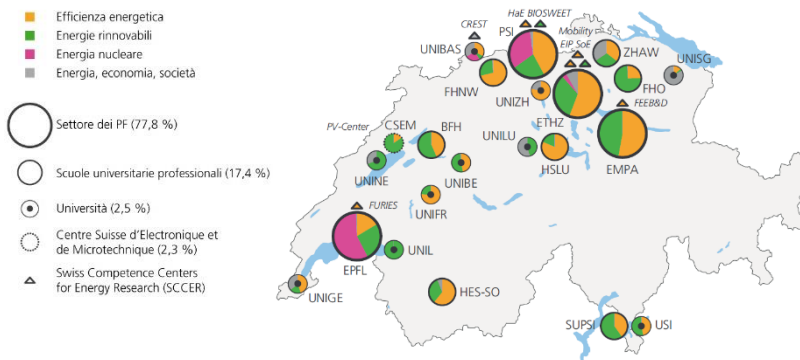 Efficienza energetica
Energie rinnovabili
Energia nucleare
Energia, economia, società
Settore dei PF (77,8 %)
Scuole universitarie professionali (17,4 %)
Università (2,5 %)
Centre Suisse d'Electronique et
de Microtechnique (2,3 %)
Swiss Competence Centers
for Energy Research (SCCER)
HaE BIOSWEET
CREST
PSI
Mobility
EIP SoE
UNIBAS
ZHAW
UNISG
FHNW
UNIZH
FHO
FEEB&D
PV-Center
CSEM
BFH
UNILU
ETHZ
UNINE
UNIBE
HSLU
EMPA
UNIFR
FURIES
UNIL
EPFL
UNIGE
HES-SO
SUPSI
USI